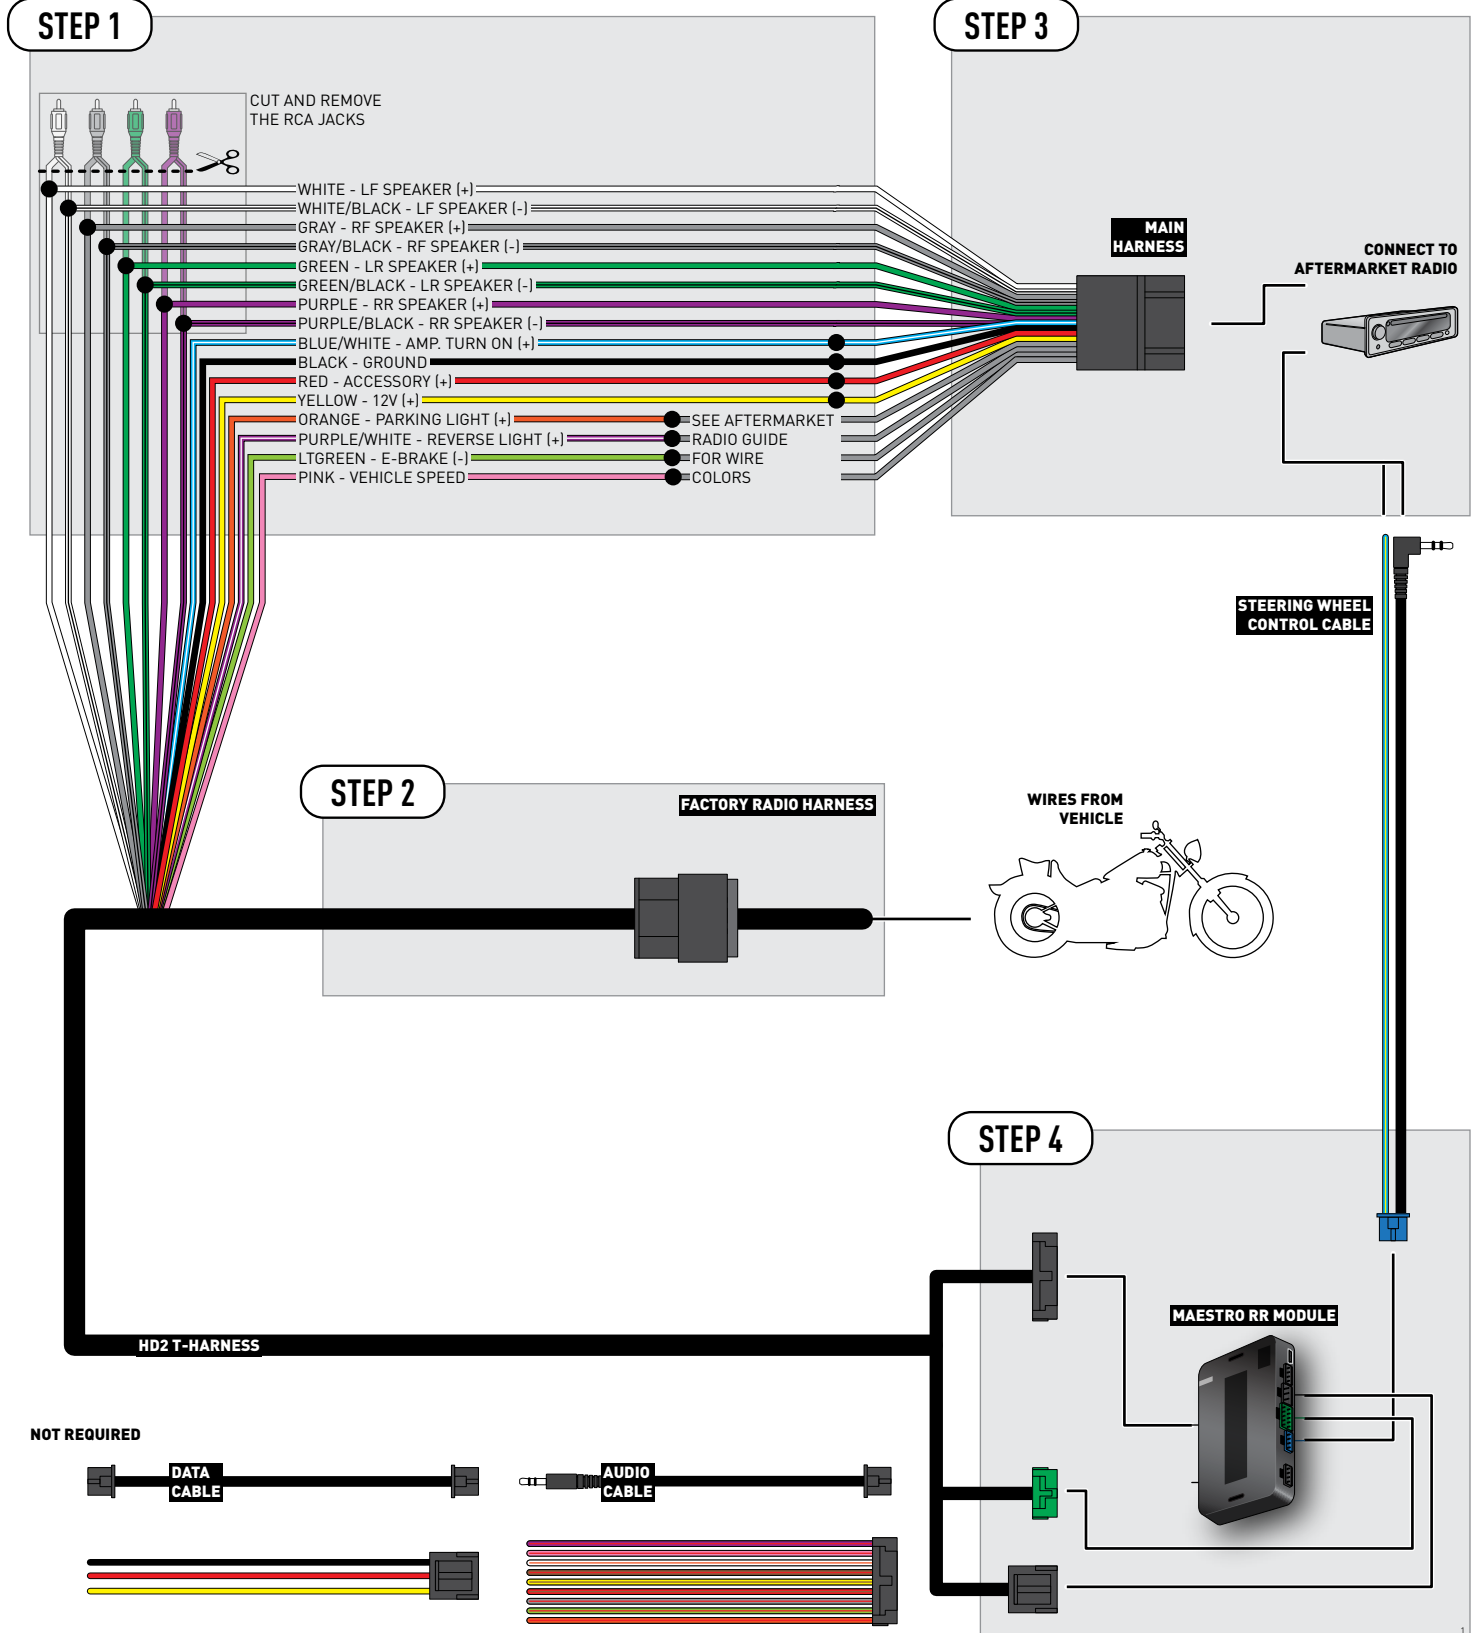 STEP 1
CUT AND REMOVE
THE RCA JACKS
WHITE - LF SPEAKER (+)
WHITE/BLACK - LF SPEAKER (-)
GRAY - RF SPEAKER (+)
GRAY/BLACK - RF SPEAKER (-)
GREEN - LR SPEAKER (+)
GREEN/BLACK - LR SPEAKER (-)
PURPLE - RR SPEAKER (+)
PURPLE/BLACK - RR SPEAKER (-)
BLUE/WHITE - AMP. TURN ON (+)
BLACK - GROUND
RED - ACCESSORY (+)
YELLOW - 12V (+)
ORANGE - PARKING LIGHT (+)
PURPLE/WHITE - REVERSE LIGHT (+)
LTGREEN - E-BRAKE (-)
PINK - VEHICLE SPEED
SEE AFTERMARKET
RADIO GUIDE
FOR WIRE
COLORS
STEP 3
MAIN
HARNESS
CONNECT TO
AFTERMARKET RADIO
STEERING WHEEL
CONTROL CABLE
STEP 2
FACTORY RADIO HARNESS
WIRES FROM
VEHICLE
STEP 4
MAESTRO RR MODULE
HD2 T-HARNESS
NOT REQUIRED
DATA
CABLE
AUDIO
CABLE
1